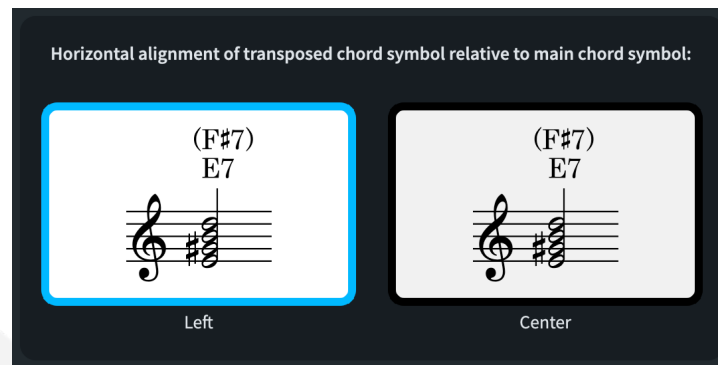 Horizontal alignment of transposed chord symbol relative to main chord symbol:
(F♯7)
E7
(F♯7)
E7
Left
Center